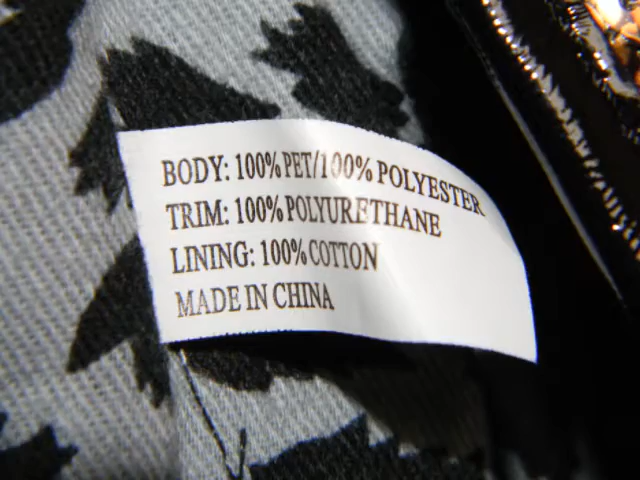 BODY: 100% PET/100% POLYESTER
TRIM: 100% POLYURETHANE
LINING: 100% COTTON
MADE IN CHINA